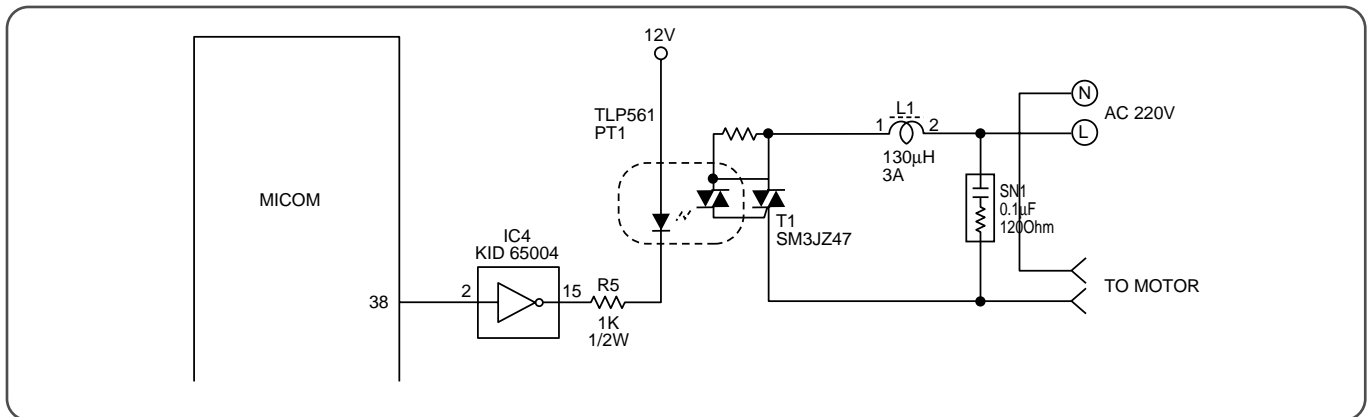 12V
TLP561
PT1
L1
1 2
130µH
3A
N
AC 220V
L
SN1
0.1µF
120Ohm
MICOM
T1
SM3JZ47
IC4
KID 65004
38
2
15
R5
1K
1/2W
TO MOTOR